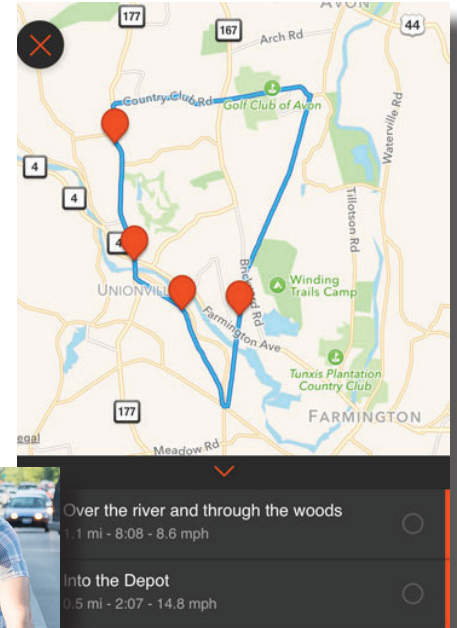 AVON
177
44
167
Arch Rd
Country Club Rd
Golf Club of Avon
Waterville Rd
4
4
Tillotson Rd
4
Winding
Trails Camp
UNIONVILL
Farmington Ave
Tunxis Plantation
Country Club
177
FARMINGTON
egal
Meadow Rd
Over the river and through the woods
1.1 mi - 8:08 - 8.6 mph
Into the Depot
0.5 mi - 2:07 - 14.8 mph